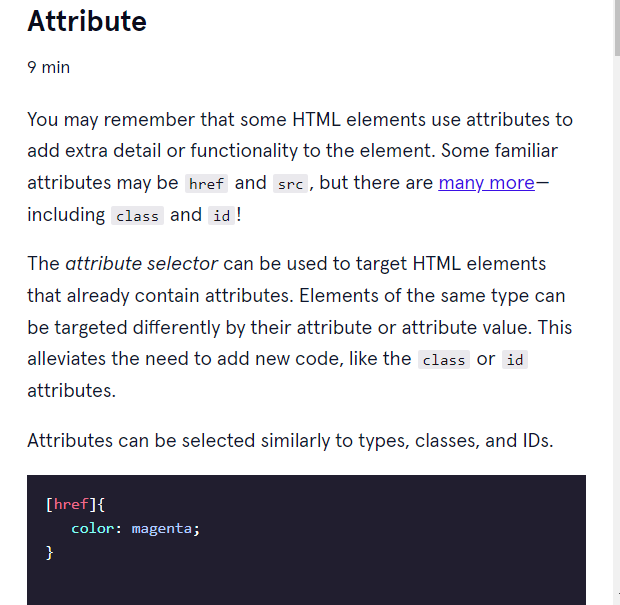 Attribute
9 min
You may remember that some HTML elements use attributes to
add extra detail or functionality to the element. Some familiar
attributes may be href and src, but there are many more—
including class and id!
The attribute selector can be used to target HTML elements
that already contain attributes. Elements of the same type can
be targeted differently by their attribute or attribute value. This
alleviates the need to add new code, like the class or id
attributes.
Attributes can be selected similarly to types, classes, and IDs.
[href]{
   color: magenta;
}